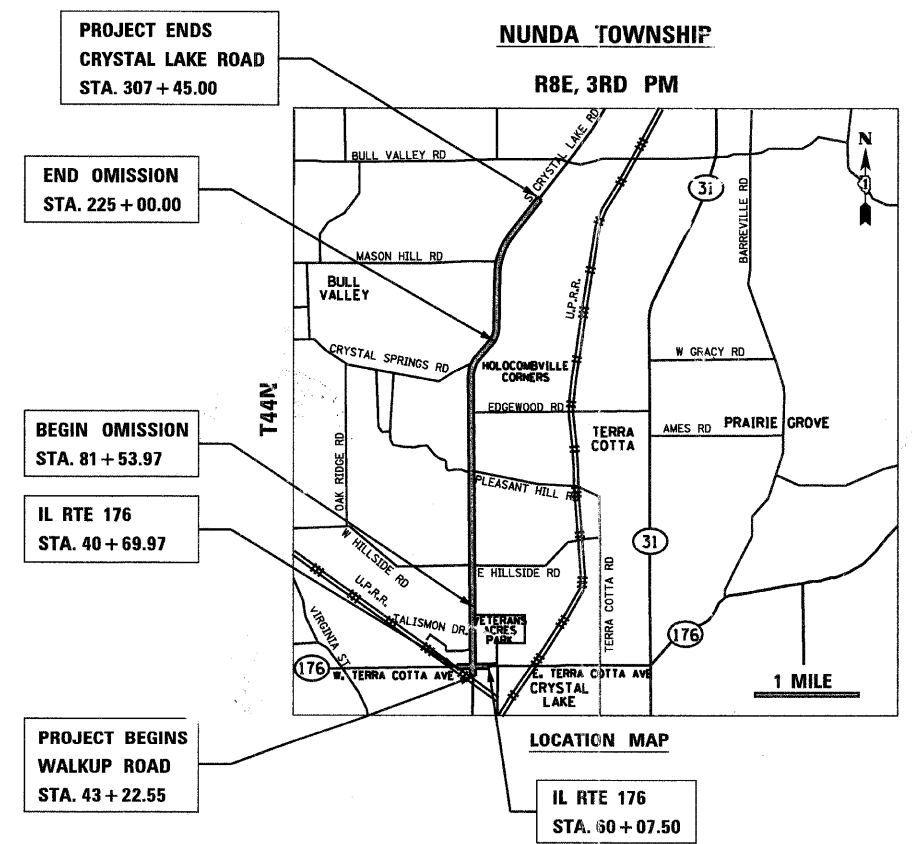 NUNDA TOWNSHIP
R8E, 3RD PM
PROJECT ENDS
CRYSTAL LAKE ROAD
STA. 307 + 45.00
END OMISSION
STA. 225 + 00.00
BEGIN OMISSION
STA. 81 + 53.97
IL RTE 176
STA. 40 + 69.97
PROJECT BEGINS
WALKUP ROAD
STA. 43 + 22.55
IL RTE 176
STA. 60 + 07.50
T44N
N
BULL VALLEY RD
S. CRYSTAL LAKE RD
31
BARREVILLE RD
MASON HILL RD
BULL
VALLEY
U.P.R.R.
CRYSTAL SPRINGS RD
HOLOCOMBVILLE
CORNERS
W GRACY RD
EDGEWOOD RD
TERRA
COTTA
AMES RD
PRAIRIE GROVE
OAK RIDGE RD
PLEASANT HILL RD
31
W HILLSIDE RD
E HILLSIDE RD
TERRA COTTA RD
U.P.R.R.
TALISMON DR.
VETERANS
ACRES
PARK
VIRGINIA ST
176
176
W. TERRA COTTA AVE
E. TERRA COTTA AVE
CRYSTAL
LAKE
1 MILE
LOCATION MAP